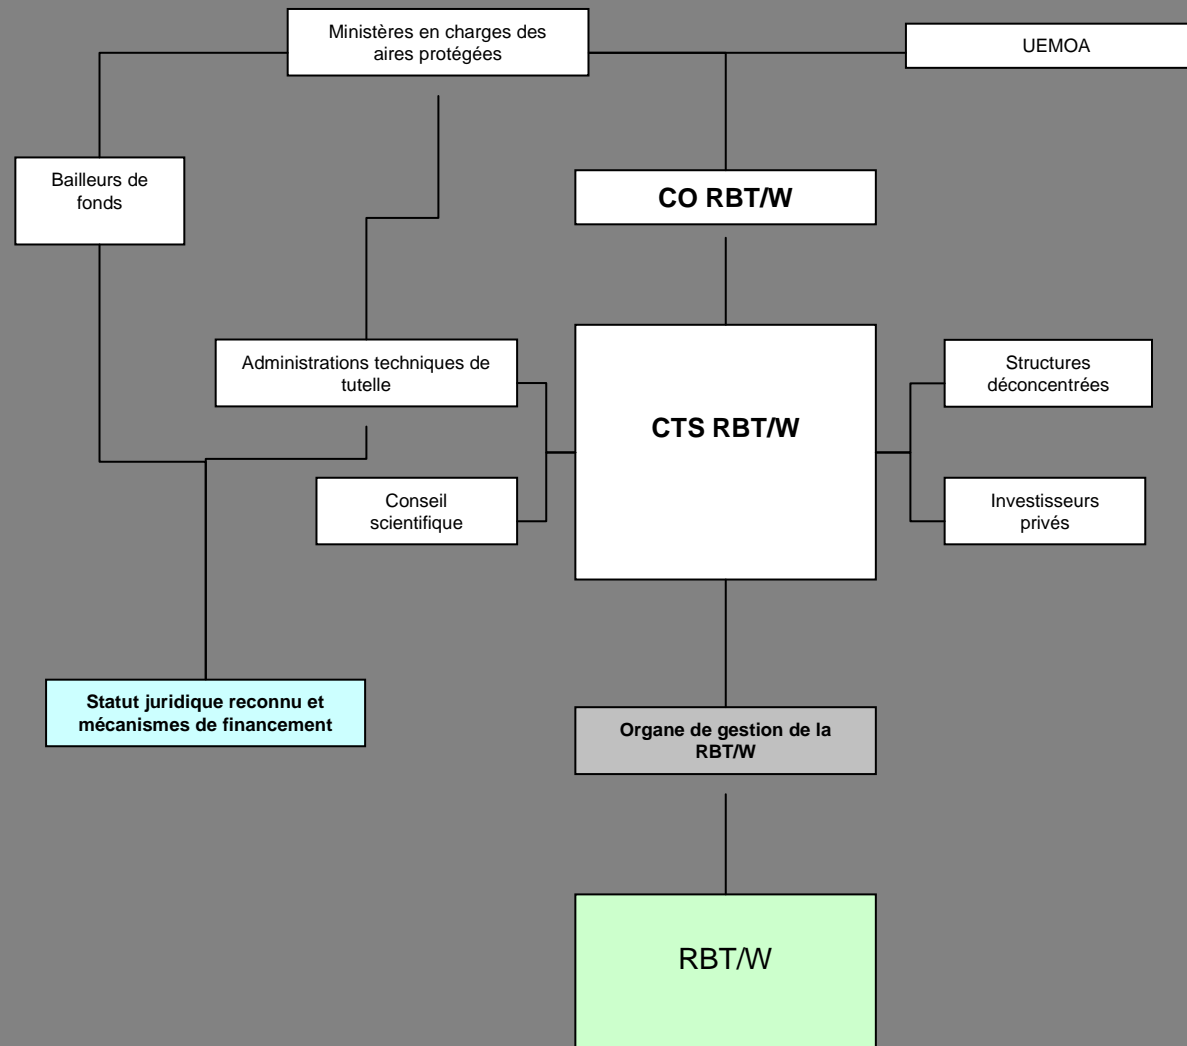 Ministères en charges des
aires protégées
UEMOA
Bailleurs de
fonds
CO RBT/W
Administrations techniques de
tutelle
CTS RBT/W
Structures
déconcentrées
Conseil
scientifique
Investisseurs
privés
Statut juridique reconnu et
mécanismes de financement
Organe de gestion de la
RBT/W
RBT/W